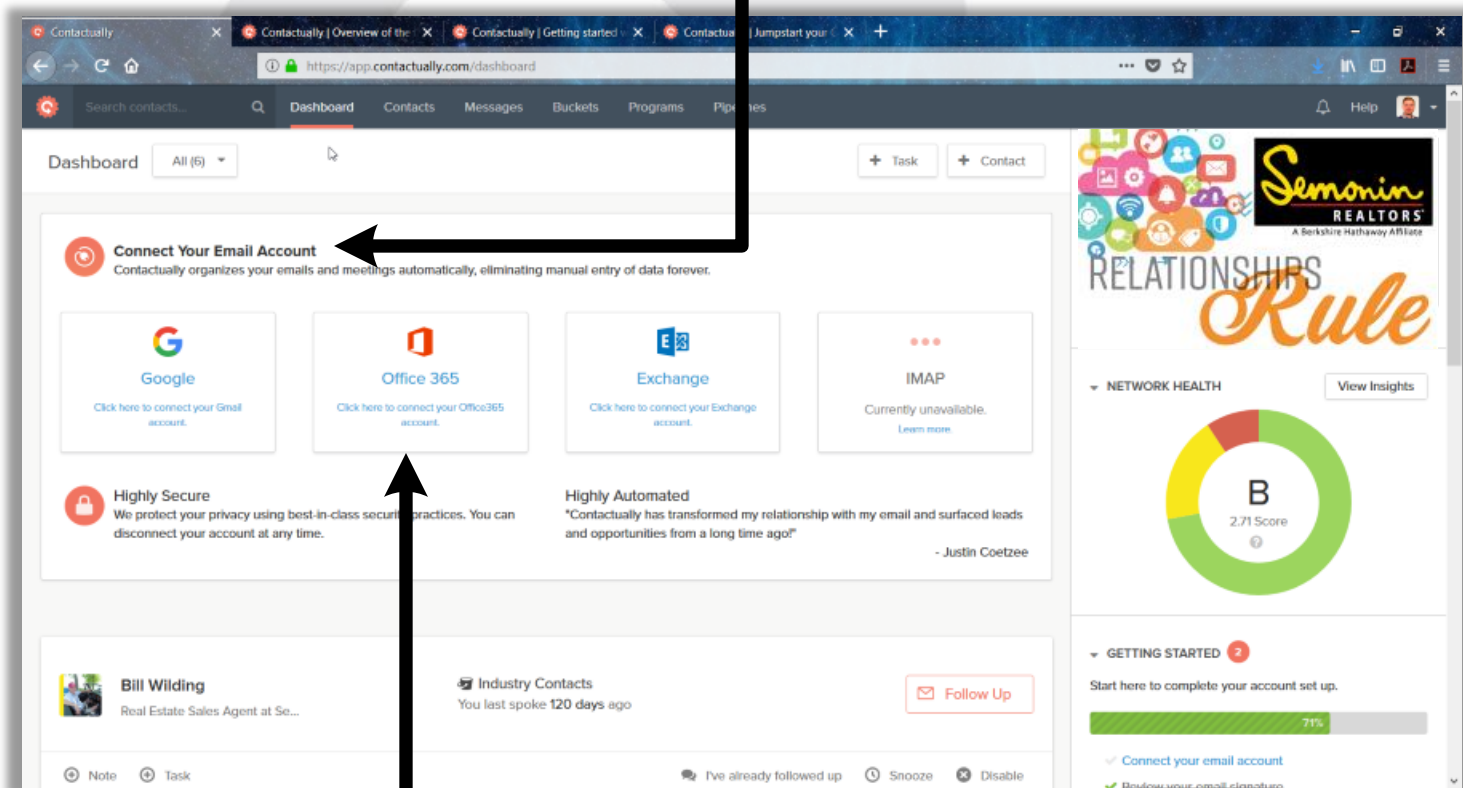 Contactually
Contactually | Overview of the
Contactually | Getting started
Contactua Jumpstart your
https://app.contactually.com/dashboard
Search contacts...
Dashboard
Contacts
Messages
Buckets
Programs
Pip nes
Help
Dashboard
All (6)
+ Task
+ Contact
Semonin
REALTORS
A Berkshire Hathaway Affiliate
RELATIONSHIPS
Rule
Connect Your Email Account
Contactually organizes your emails and meetings automatically, eliminating manual entry of data forever.
Google
Click here to connect your Gmail
account.
Office 365
Click here to connect your Office365
account.
Exchange
Click here to connect your Exchange
account.
IMAP
Currently unavailable.
Learn more.
Highly Secure
We protect your privacy using best-in-class security practices. You can
disconnect your account at any time.
Highly Automated
"Contactually has transformed my relationship with my email and surfaced leads
and opportunities from a long time ago!"
- Justin Coetzee
NETWORK HEALTH
View Insights
B
2.71 Score
GETTING STARTED 2
Start here to complete your account set up.
71%
Connect your email account
Review your email signature
Bill Wilding
Real Estate Sales Agent at Se...
Industry Contacts
You last spoke 120 days ago
Follow Up
Note
Task
I've already followed up
Snooze
Disable